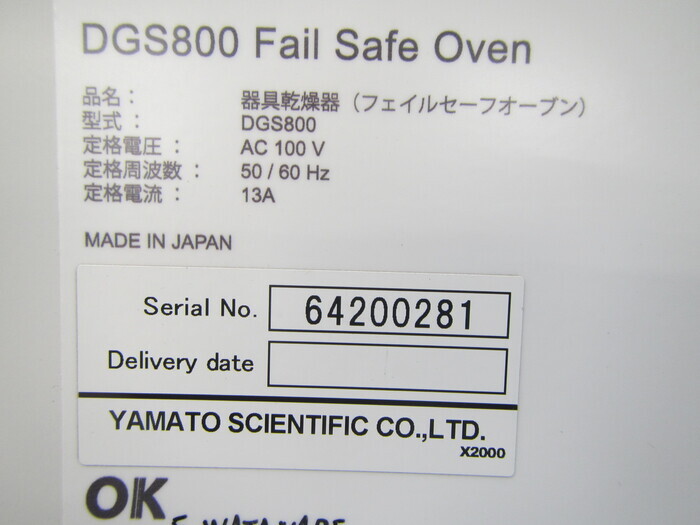 DGS800 Fail Safe Oven
品名： 器具乾燥器（フェイルセーフオーブン）
型式： DGS800
定格電圧： AC 100 V
定格周波数： 50 / 60 Hz
定格電流： 13A
MADE IN JAPAN
Serial No. 64200281
Delivery date
YAMATO SCIENTIFIC CO.,LTD.
X2000
OK